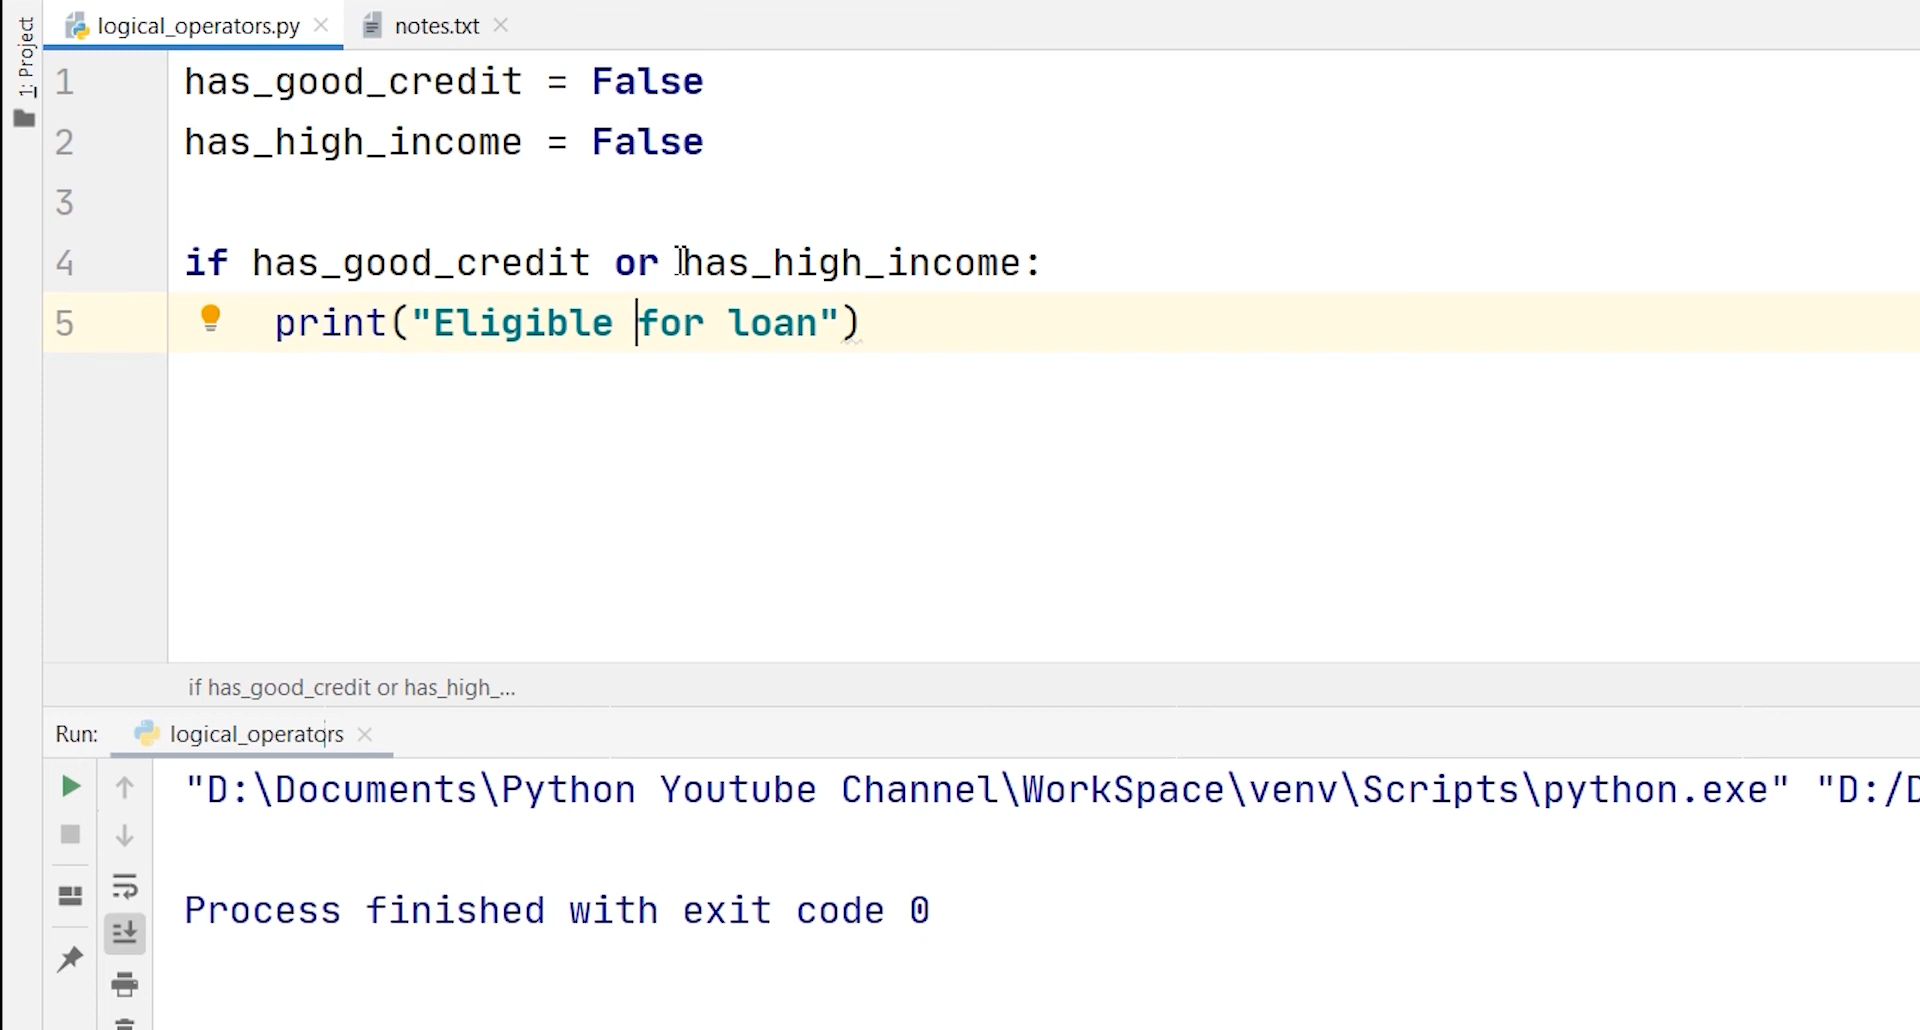 1: Project
logical_operators.py
notes.txt
1 has_good_credit = False
2 has_high_income = False
3
4 if has_good_credit or has_high_income:
5 print("Eligible for loan")
if has_good_credit or has_high_...
Run: logical_operators
"D:\Documents\Python Youtube Channel\WorkSpace\venv\Scripts\python.exe" "D:/D
Process finished with exit code 0